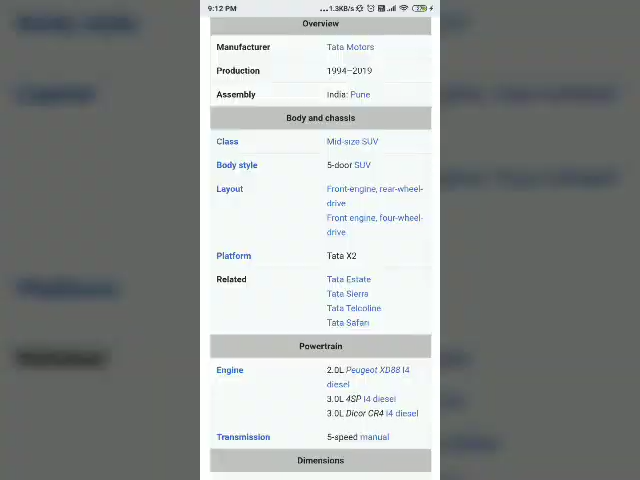 9:12 PM ...1.3KB/s
Overview
Manufacturer Tata Motors
Production 1994–2019
Assembly India: Pune
Body and chassis
Class Mid-size SUV
Body style 5-door SUV
Layout Front-engine, rear-wheel-
drive
Front engine, four-wheel-
drive
Platform Tata X2
Related Tata Estate
Tata Sierra
Tata Telcoline
Tata Safari
Powertrain
Engine 2.0L Peugeot XD88 I4
diesel
3.0L 4SP I4 diesel
3.0L Dicor CR4 I4 diesel
Transmission 5-speed manual
Dimensions